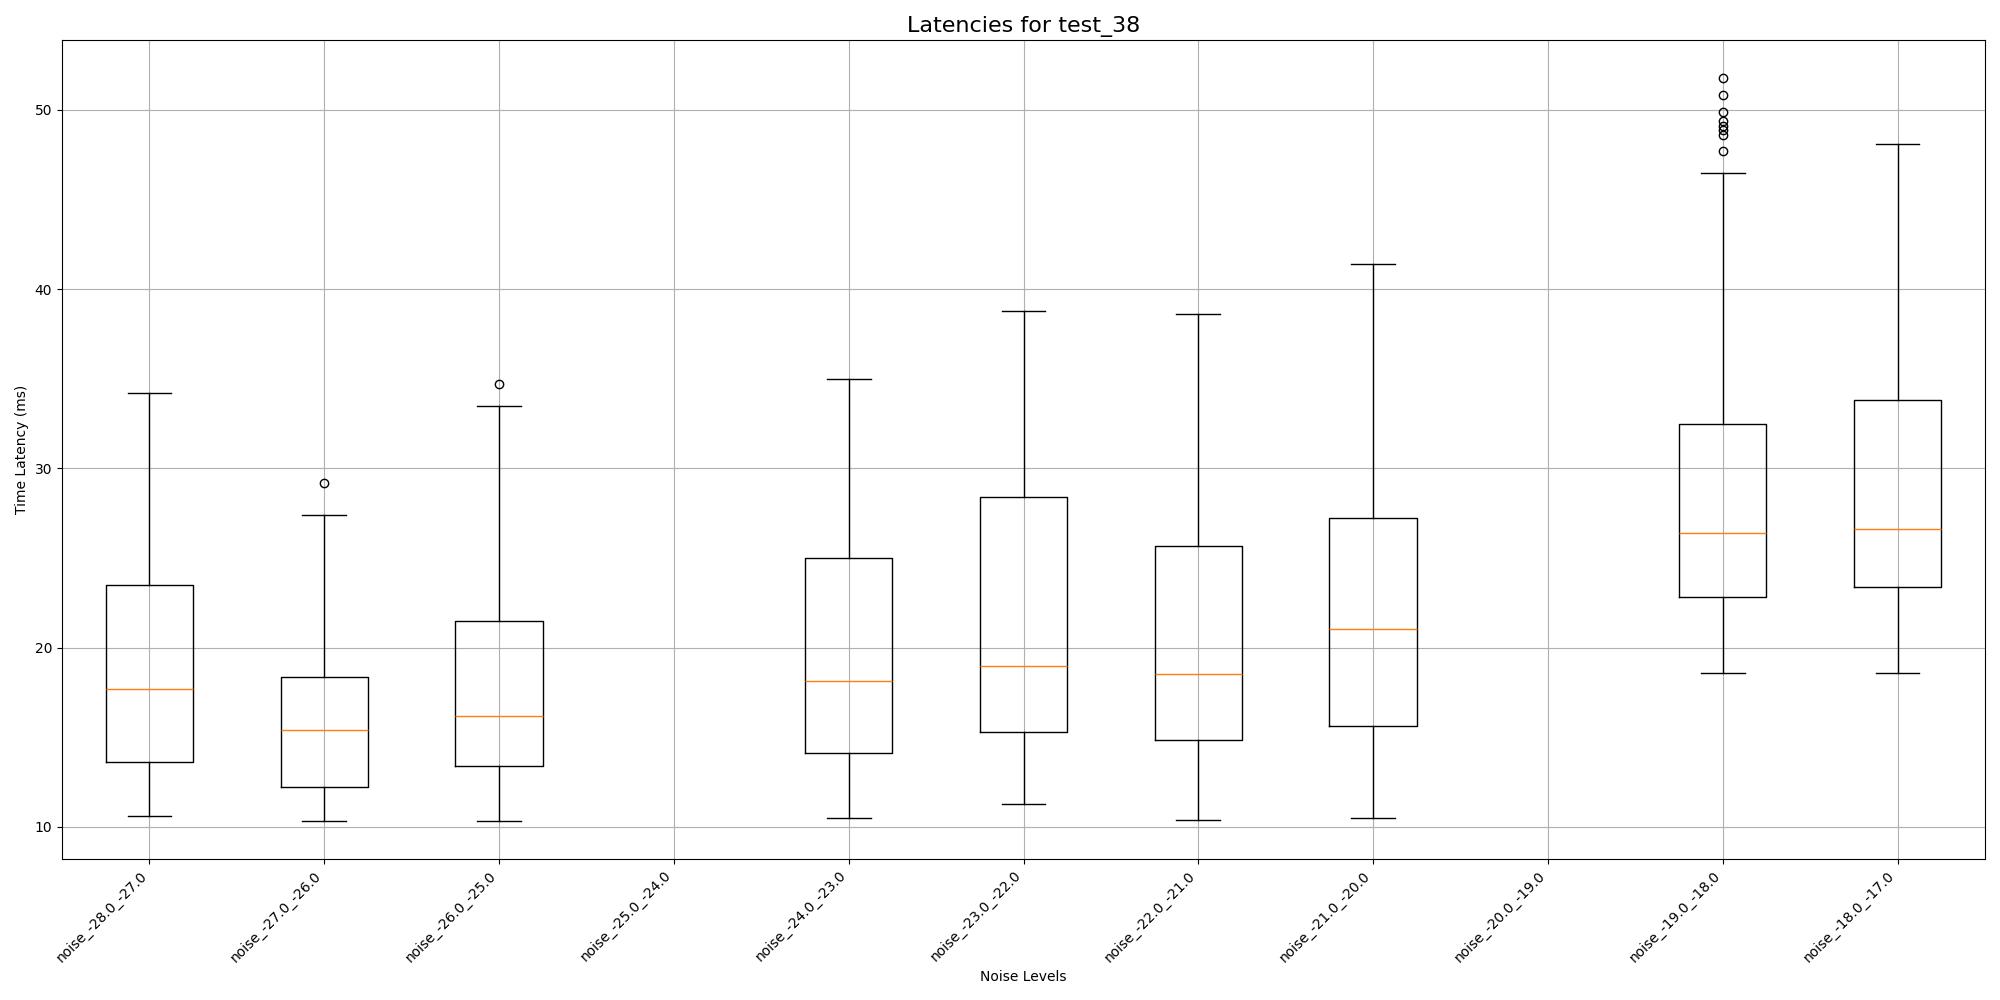 Latencies for test_38
Time Latency (ms)
50
40
30
20
10
noise_-28.0_-27.0
noise_-27.0_-26.0
noise_-26.0_-25.0
noise_-25.0_-24.0
noise_-24.0_-23.0
noise_-23.0_-22.0
noise_-22.0_-21.0
noise_-21.0_-20.0
noise_-20.0_-19.0
noise_-19.0_-18.0
noise_-18.0_-17.0
Noise Levels